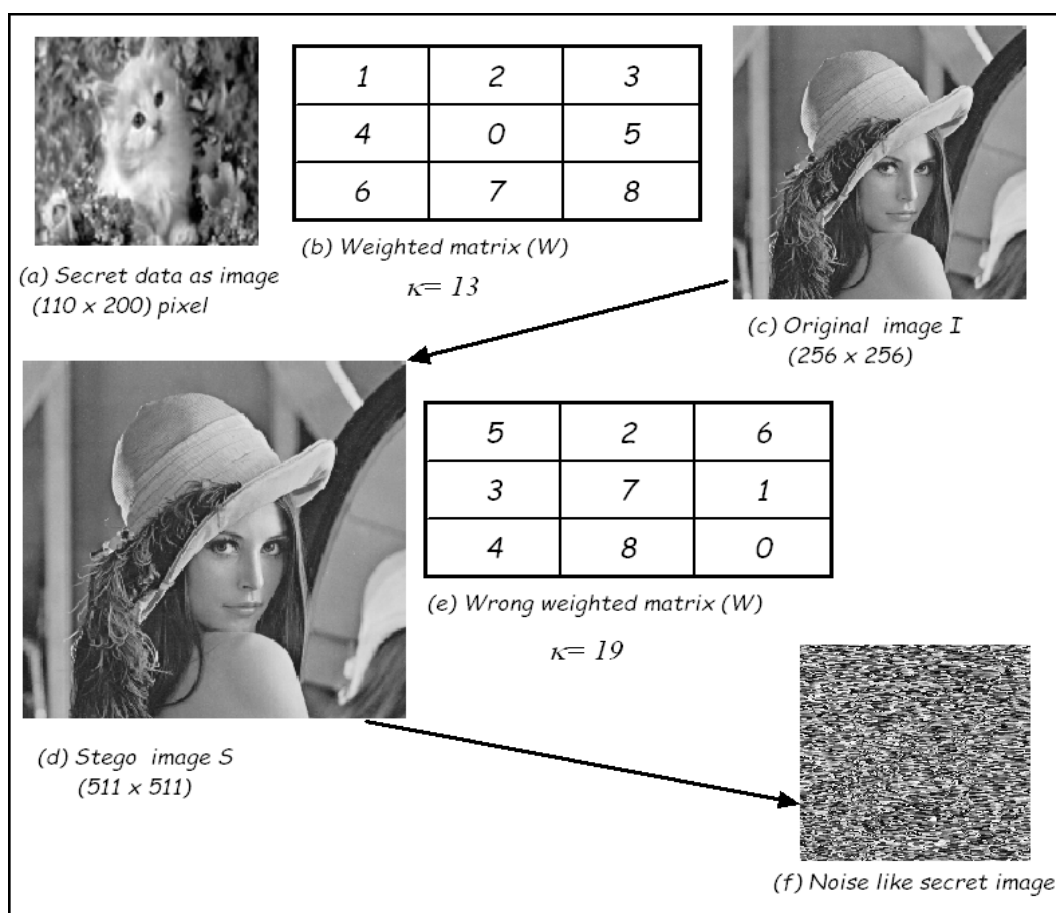 1 2 3
4 0 5
6 7 8
(b) Weighted matrix (W)
κ= 13
(a) Secret data as image
(110 x 200) pixel
(c) Original image I
(256 x 256)
5 2 6
3 7 1
4 8 0
(e) Wrong weighted matrix (W)
κ= 19
(d) Stego image S
(511 x 511)
(f) Noise like secret image